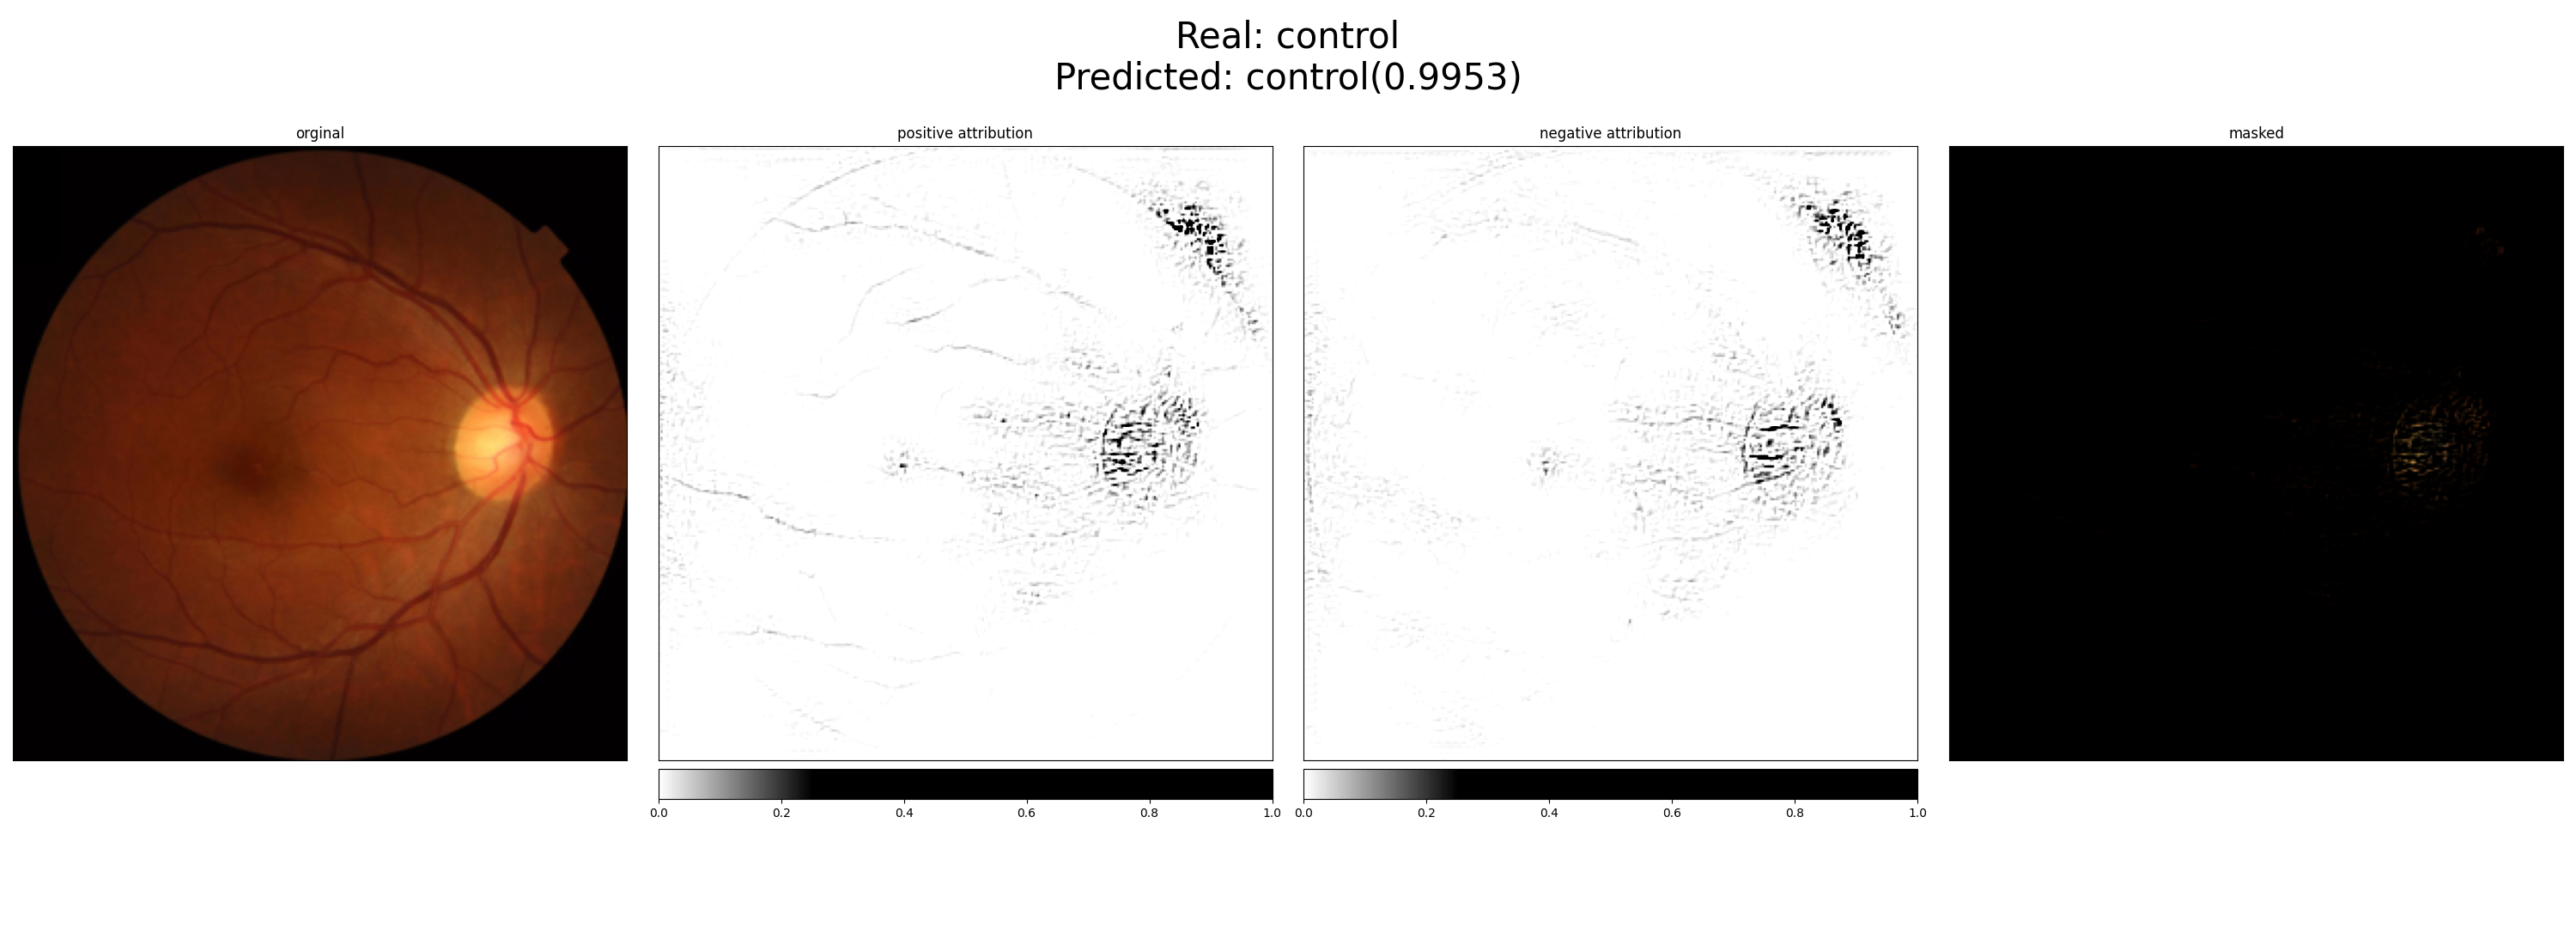 Real: control
Predicted: control(0.9953)
orginal
positive attribution
negative attribution
masked
0.0 0.2 0.4 0.6 0.8 1.0
0.0 0.2 0.4 0.6 0.8 1.0